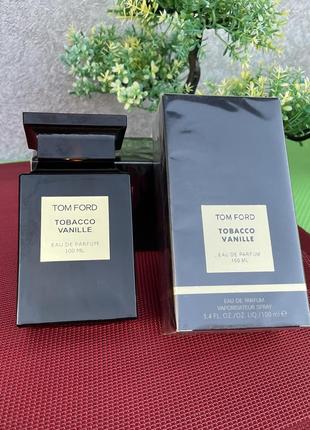 TOM FORD
TOBACCO
VANILLE
EAU DE PARFUM
100 ML
TOM FORD
TOBACCO
VANILLE
EAU DE PARFUM
100 ML
EAU DE PARFUM
VAPORISATEUR SPRAY
3.4 FL. OZ./OZ. LIQ./100 ml ℮